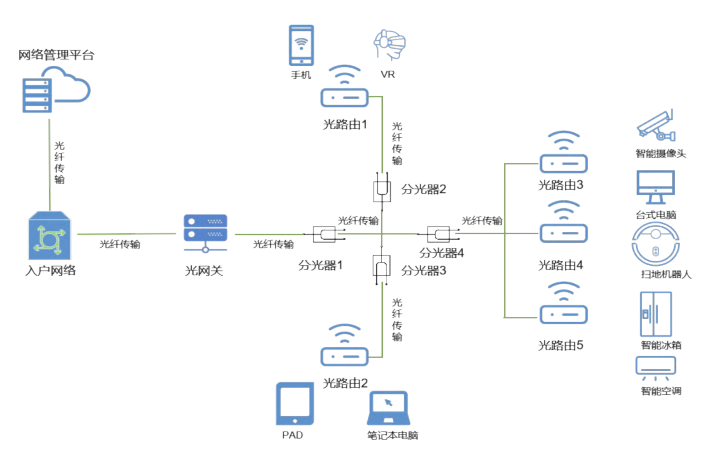 网络管理平台
手机
VR
光路由1
光纤传输
光纤传输
分光器2
光路由3
智能摄像头
台式电脑
入户网络
光纤传输
光网关
光纤传输
分光器1
光纤传输
分光器3
分光器4
光纤传输
光路由4
扫地机器人
光纤传输
光路由5
智能冰箱
光路由2
智能空调
PAD
笔记本电脑